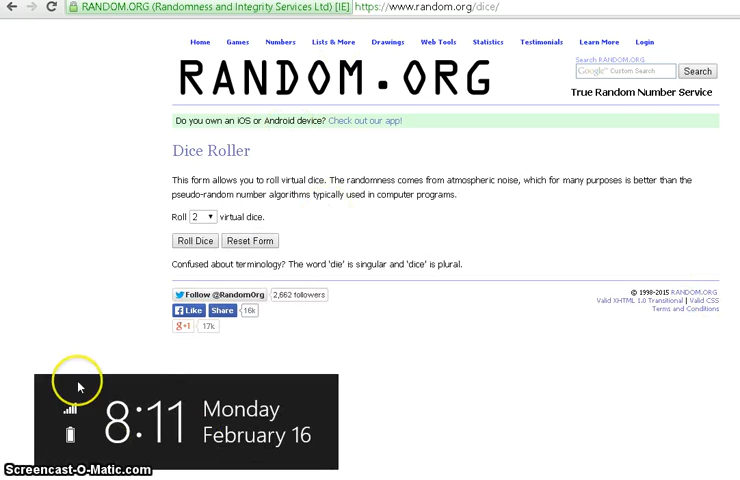 RANDOM.ORG (Randomness and Integrity Services Ltd) [IE] https://www.random.org/dice/
Home Games Numbers Lists & More Drawings Web Tools Statistics Testimonials Learn More Login
RANDOM.ORG
Search RANDOM.ORG
Google™ Custom Search Search
True Random Number Service
Do you own an iOS or Android device? Check out our app!
Dice Roller
This form allows you to roll virtual dice. The randomness comes from atmospheric noise, which for many purposes is better than the
pseudo-random number algorithms typically used in computer programs.
Roll 2 virtual dice.
Roll Dice Reset Form
Confused about terminology? The word 'die' is singular and 'dice' is plural.
Follow @RandomOrg 2,662 followers
Like Share 16k
g+1 17k
© 1998-2015 RANDOM.ORG
Valid XHTML 1.0 Transitional | Valid CSS
Terms and Conditions
8:11 Monday
February 16
Screencast-O-Matic.com